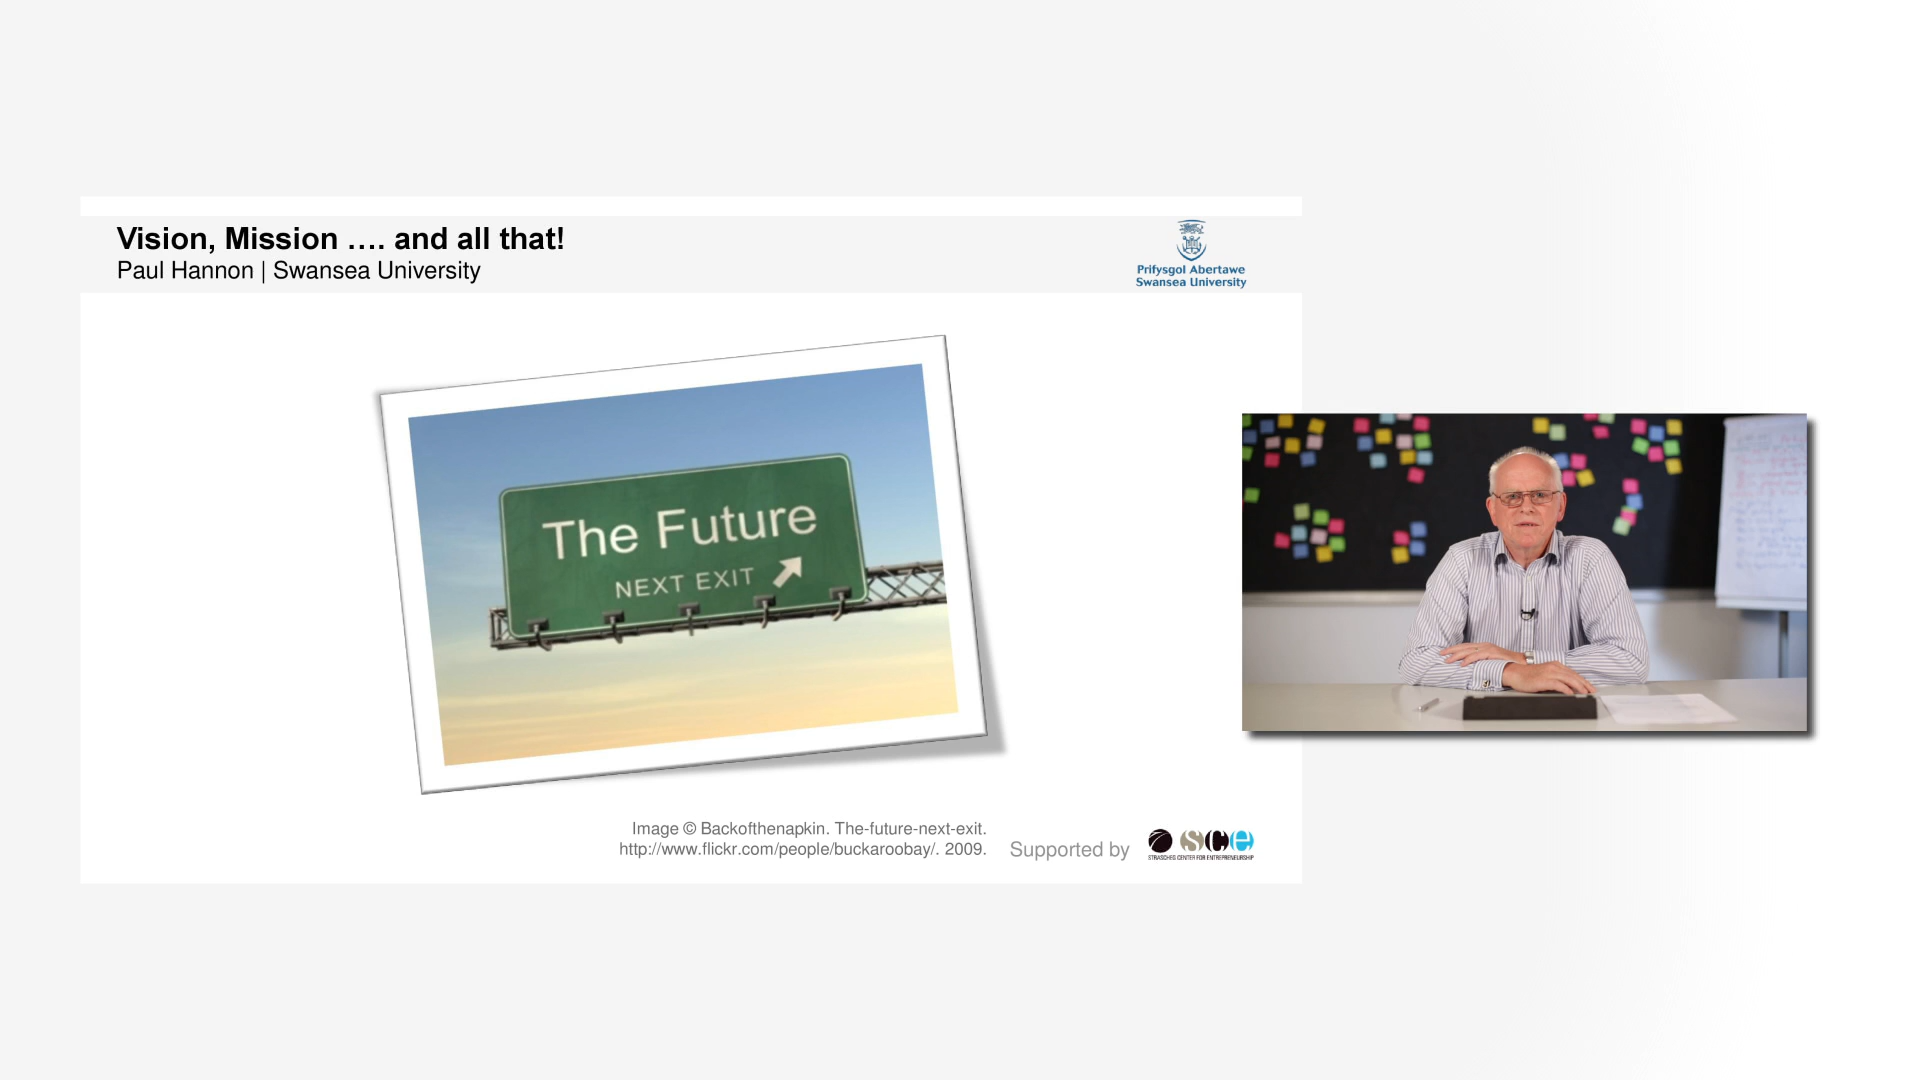 Vision, Mission .... and all that!
Paul Hannon | Swansea University
Prifysgol Abertawe
Swansea University
The Future
NEXT EXIT
Image © Backofthenapkin. The-future-next-exit.
http://www.flickr.com/people/buckaroobay/. 2009.
Supported by
sce
STRASCHEG CENTER FOR ENTREPRENEURSHIP